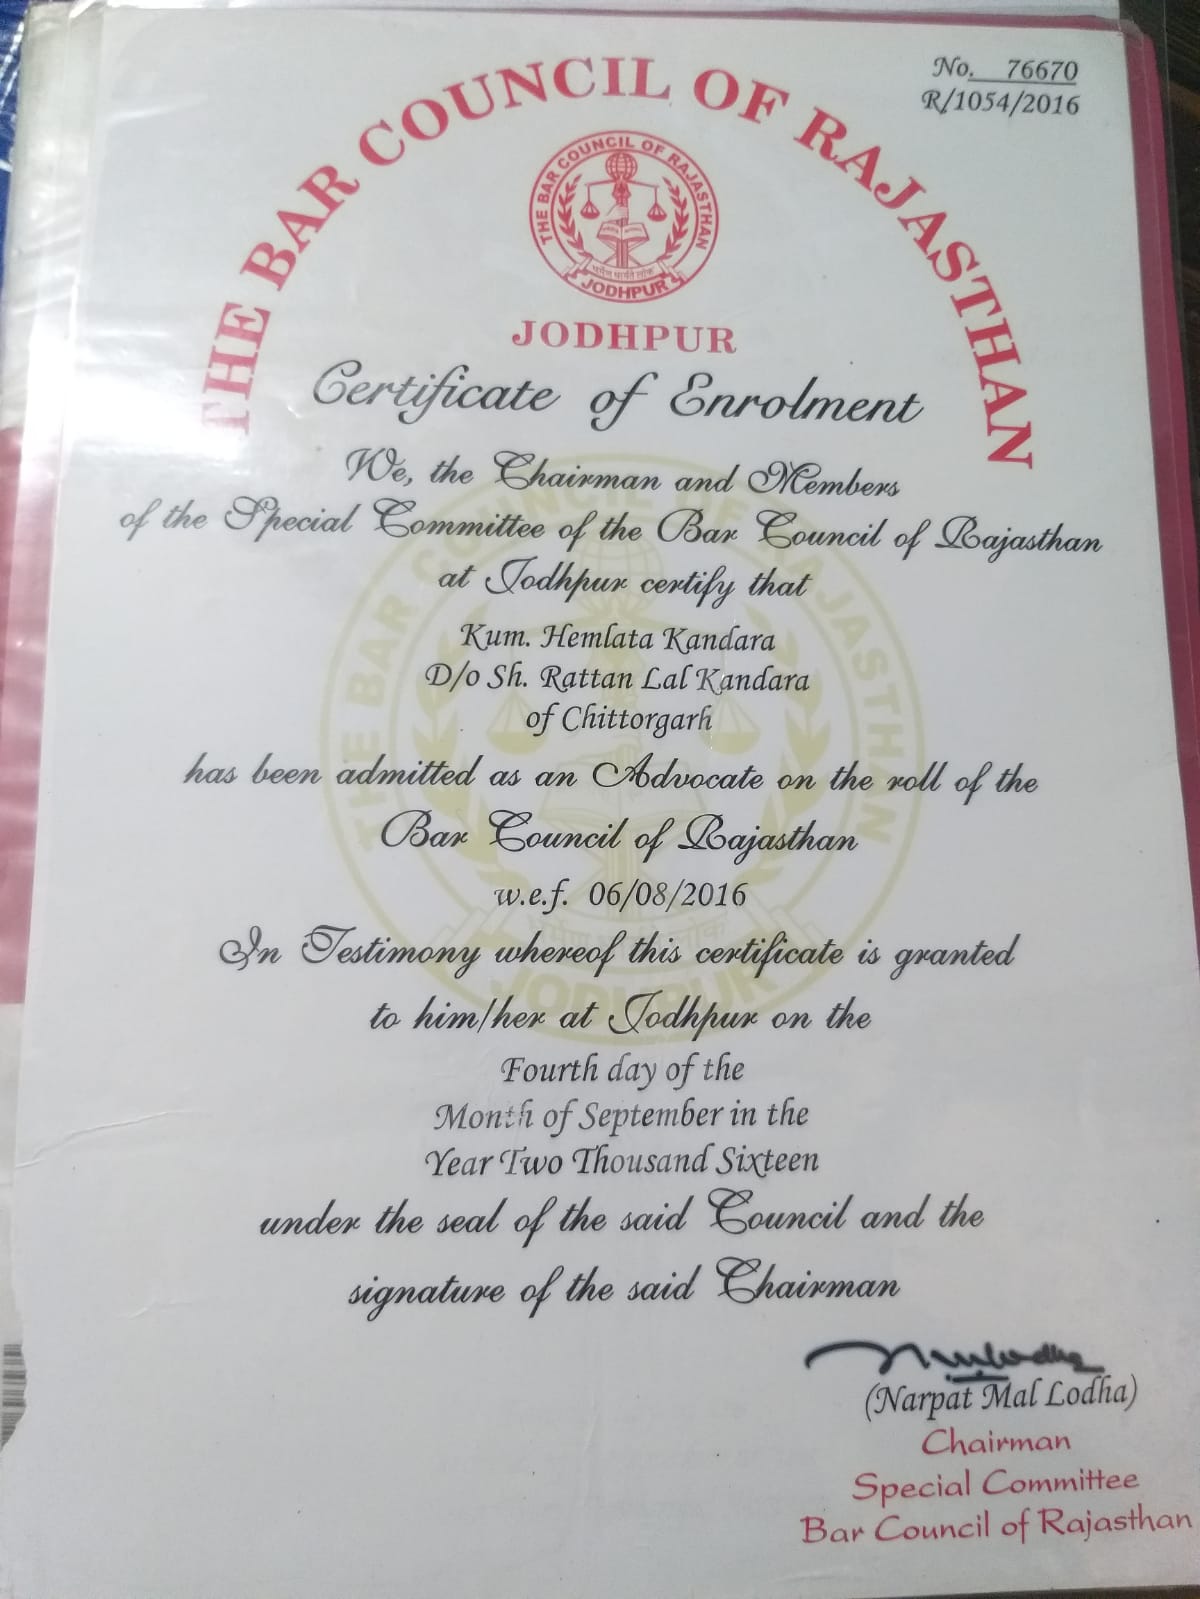 No. 76670
R/1054/2016
THE BAR COUNCIL OF RAJASTHAN
THE BAR COUNCIL OF RAJASTHAN
JODHPUR
JODHPUR
Certificate of Enrolment
We, the Chairman and Members
of the Special Committee of the Bar Council of Rajasthan
at Jodhpur certify that
Kum. Hemlata Kandara
D/o Sh. Rattan Lal Kandara
of Chittorgarh
has been admitted as an Advocate on the roll of the
Bar Council of Rajasthan
w.e.f. 06/08/2016
In Testimony whereof this certificate is granted
to him/her at Jodhpur on the
Fourth day of the
Month of September in the
Year Two Thousand Sixteen
under the seal of the said Council and the
signature of the said Chairman
(Narpat Mal Lodha)
Chairman
Special Committee
Bar Council of Rajasthan
THE BAR COUNCIL OF RAJASTHAN
JODHPUR